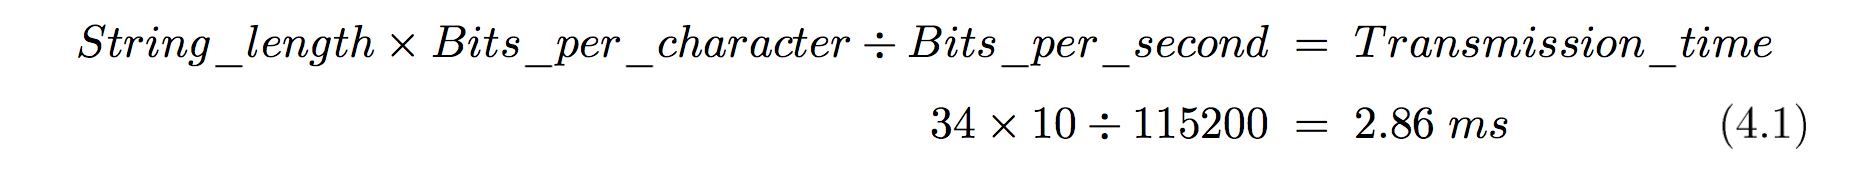 String_length × Bits_per_character ÷ Bits_per_second = Transmission_time
34 × 10 ÷ 115200 = 2.86 ms (4.1)